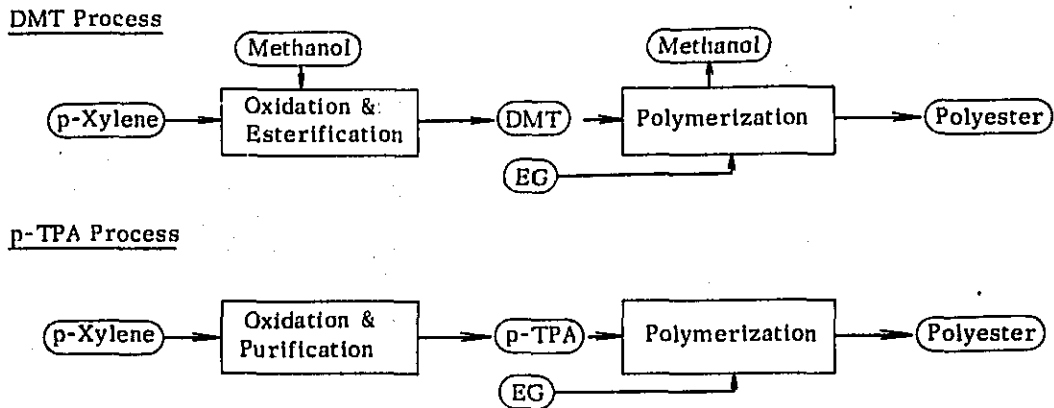 DMT Process
Methanol
Methanol
p-Xylene
Oxidation &
Esterification
DMT
Polymerization
Polyester
EG
p-TPA Process
p-Xylene
Oxidation &
Purification
p-TPA
Polymerization
Polyester
EG